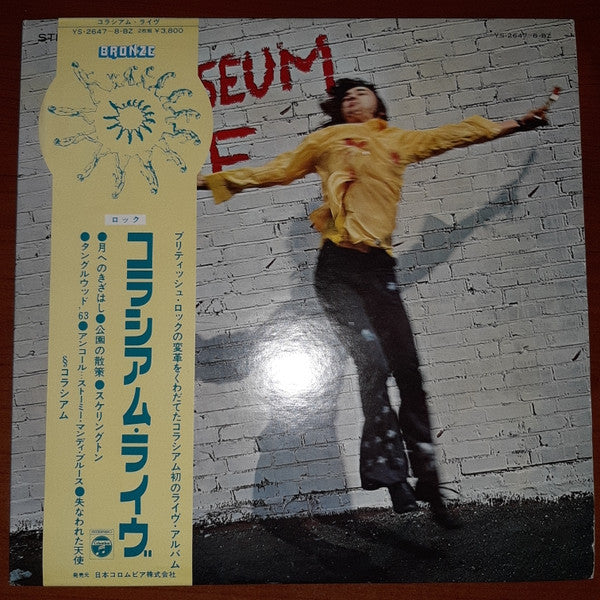 コラシアム・ライヴ
YS-2647~8-BZ 2枚組 ¥3,800
BRONZE
ロック
コラシアム・ライヴ
ブリティッシュ・ロックの変革をくわだてたコラシアム初のライヴ・アルバム
●月へのきざはし●公園の散策●スケリングトン
●タングルウッド・'63●アンコール…ストーミー・マンディ・ブルース●失なわれた天使
§§コラシアム
発売元 日本コロムビア株式会社
ST
SEUM
E
YS-2647~8-BZ